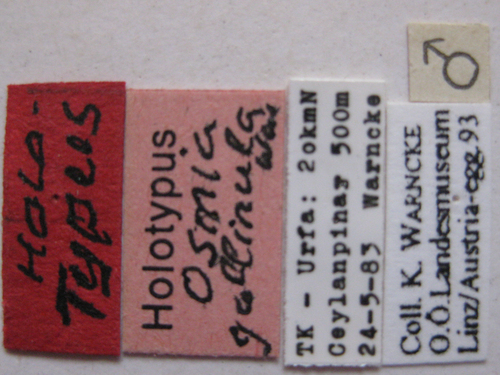 Holo-
Typus
Holotypus
Osmia
gallinula
War.
TK - Urfa: 20kmN
Ceylanpinar 500m
24-5-83 Warncke
♂
Coll. K. WARNCKE
O.Ö.Landesmuseum
Linz/Austria-egg.93